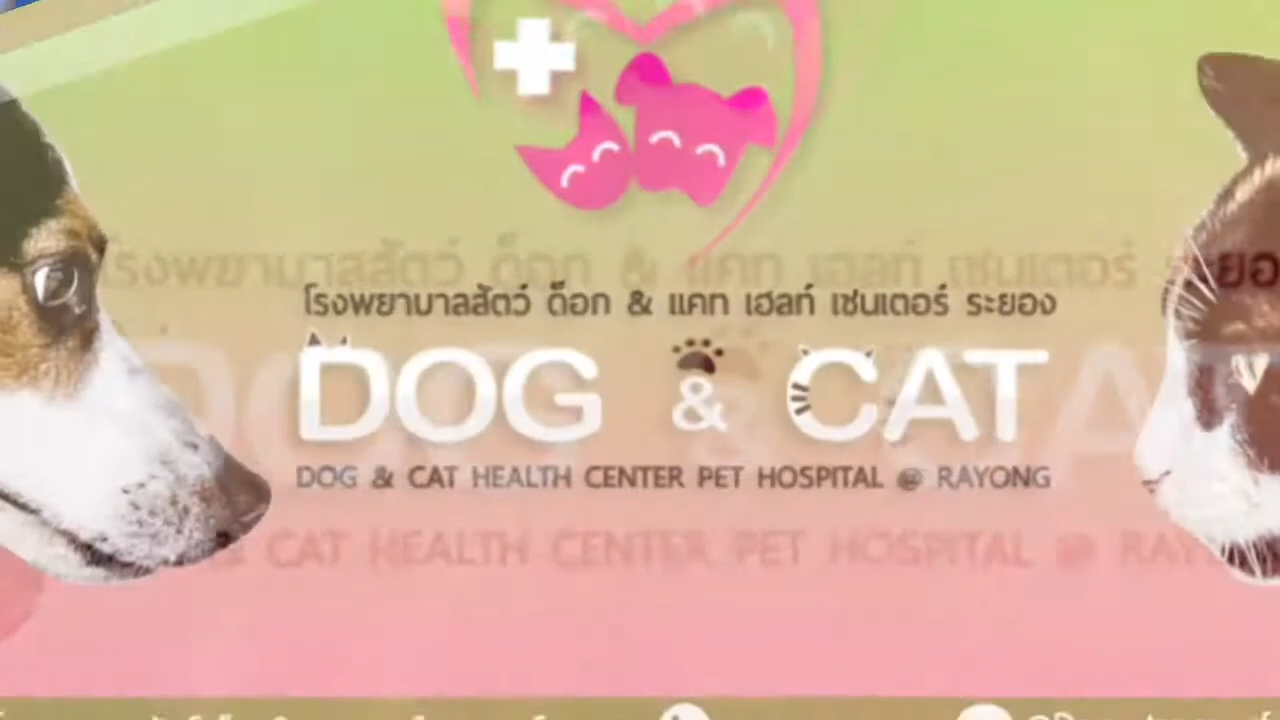 โรงพยาบาลสัตว์ ด็อก & แคท เฮลท์ เซ็นเตอร์ ระยอง
DOG & CAT
DOG & CAT HEALTH CENTER PET HOSPITAL @ RAYONG